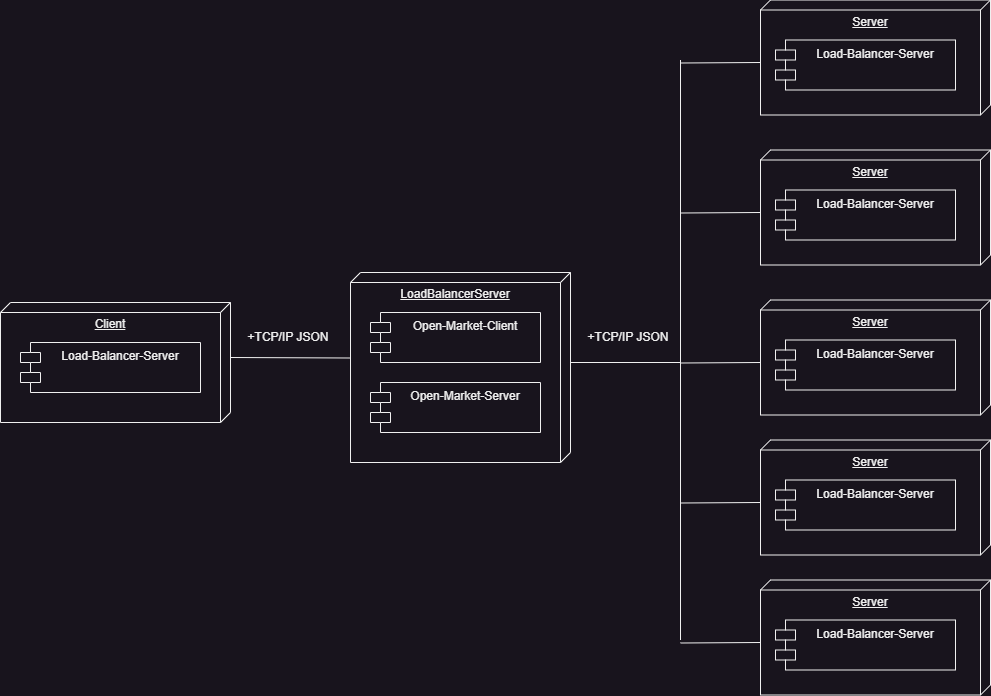 Server
Load-Balancer-Server
Server
Load-Balancer-Server
LoadBalancerServer
Open-Market-Client
Client
Load-Balancer-Server
+TCP/IP JSON
+TCP/IP JSON
Open-Market-Server
Server
Load-Balancer-Server
Server
Load-Balancer-Server
Server
Load-Balancer-Server